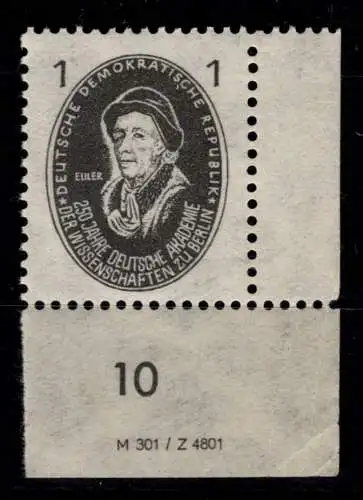 1 1
★ DEUTSCHE DEMOKRATISCHE REPUBLIK ★
EULER
250 JAHRE DEUTSCHE AKADEMIE
DER WISSENSCHAFTEN ZU BERLIN
10
M 301 / Z 4801